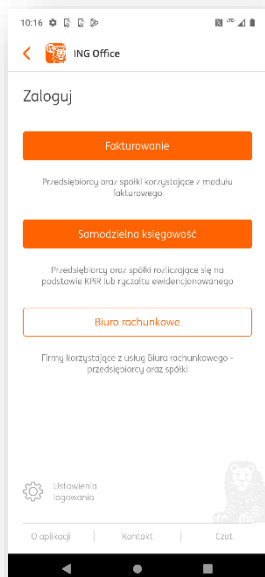 10:16
ING Office
Zaloguj
Fakturowanie
Przedsiębiorcy oraz spółki korzystające z modułu
fakturowego
Samodzielna księgowość
Przedsiębiorcy oraz spółki rozliczające się na
podstawie KPiR lub ryczałtu ewidencjonowanego
Biuro rachunkowe
Firmy korzystające z usług Biura rachunkowego -
przedsiębiorcy oraz spółki
Ustawienia
logowania
O aplikacji
Kontakt
Czat